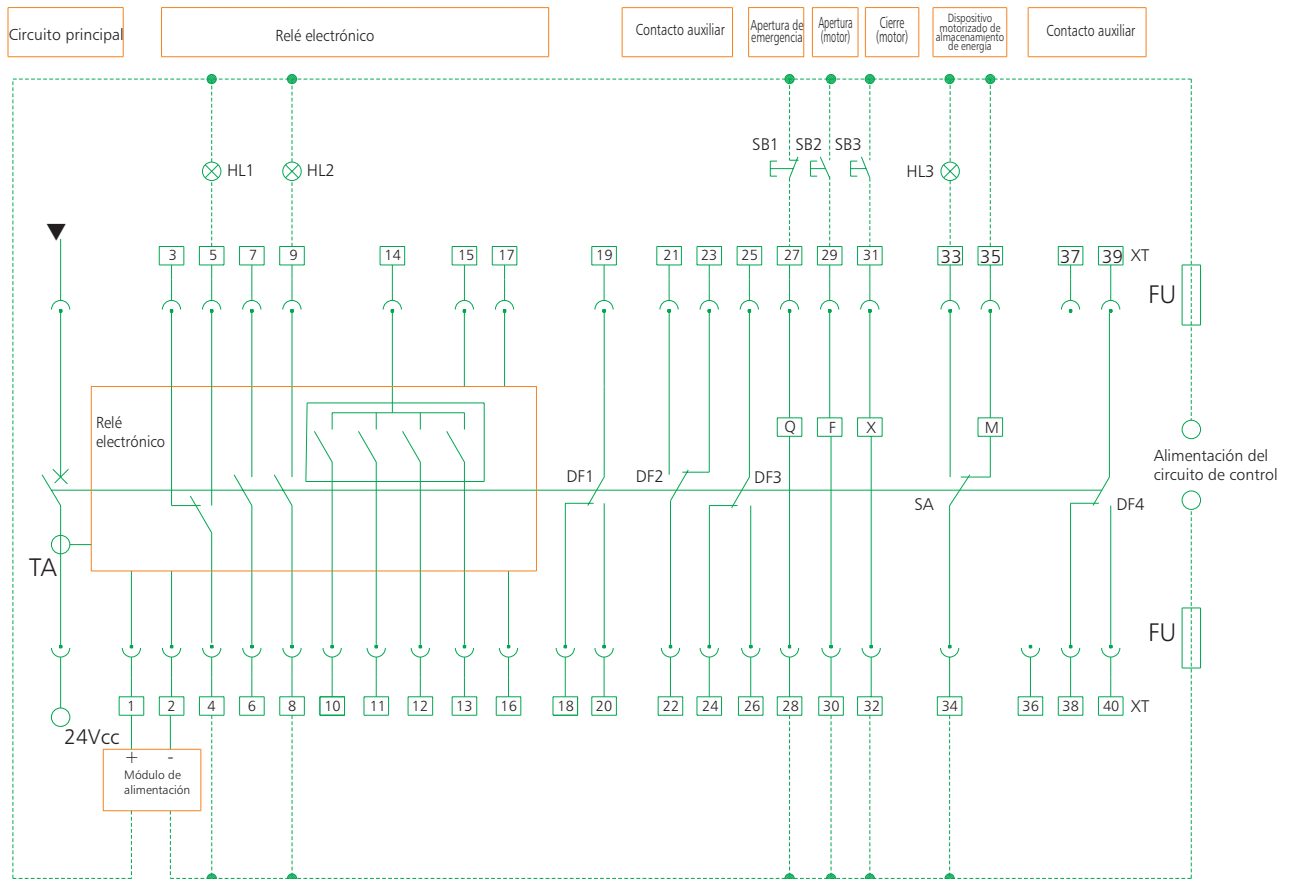 Circuito principal
Relé electrónico
Contacto auxiliar
Apertura de
emergencia
Apertura
(motor)
Cierre
(motor)
Dispositivo
motorizado de
almacenamiento
de energia
Contacto auxiliar
SB1 SB2 SB3
HL1 HL2 HL3
3 5 7 9 14 15 17 19 21 23 25 27 29 31 33 35 37 39 XT
FU
Relé
electrónico
Q F X M
Alimentación del
circuito de control
DF1 DF2 DF3 SA DF4
TA
FU
1 2 4 6 8 10 11 12 13 16 18 20 22 24 26 28 30 32 34 36 38 40 XT
24Vcc
+ -
Módulo de
alimentación